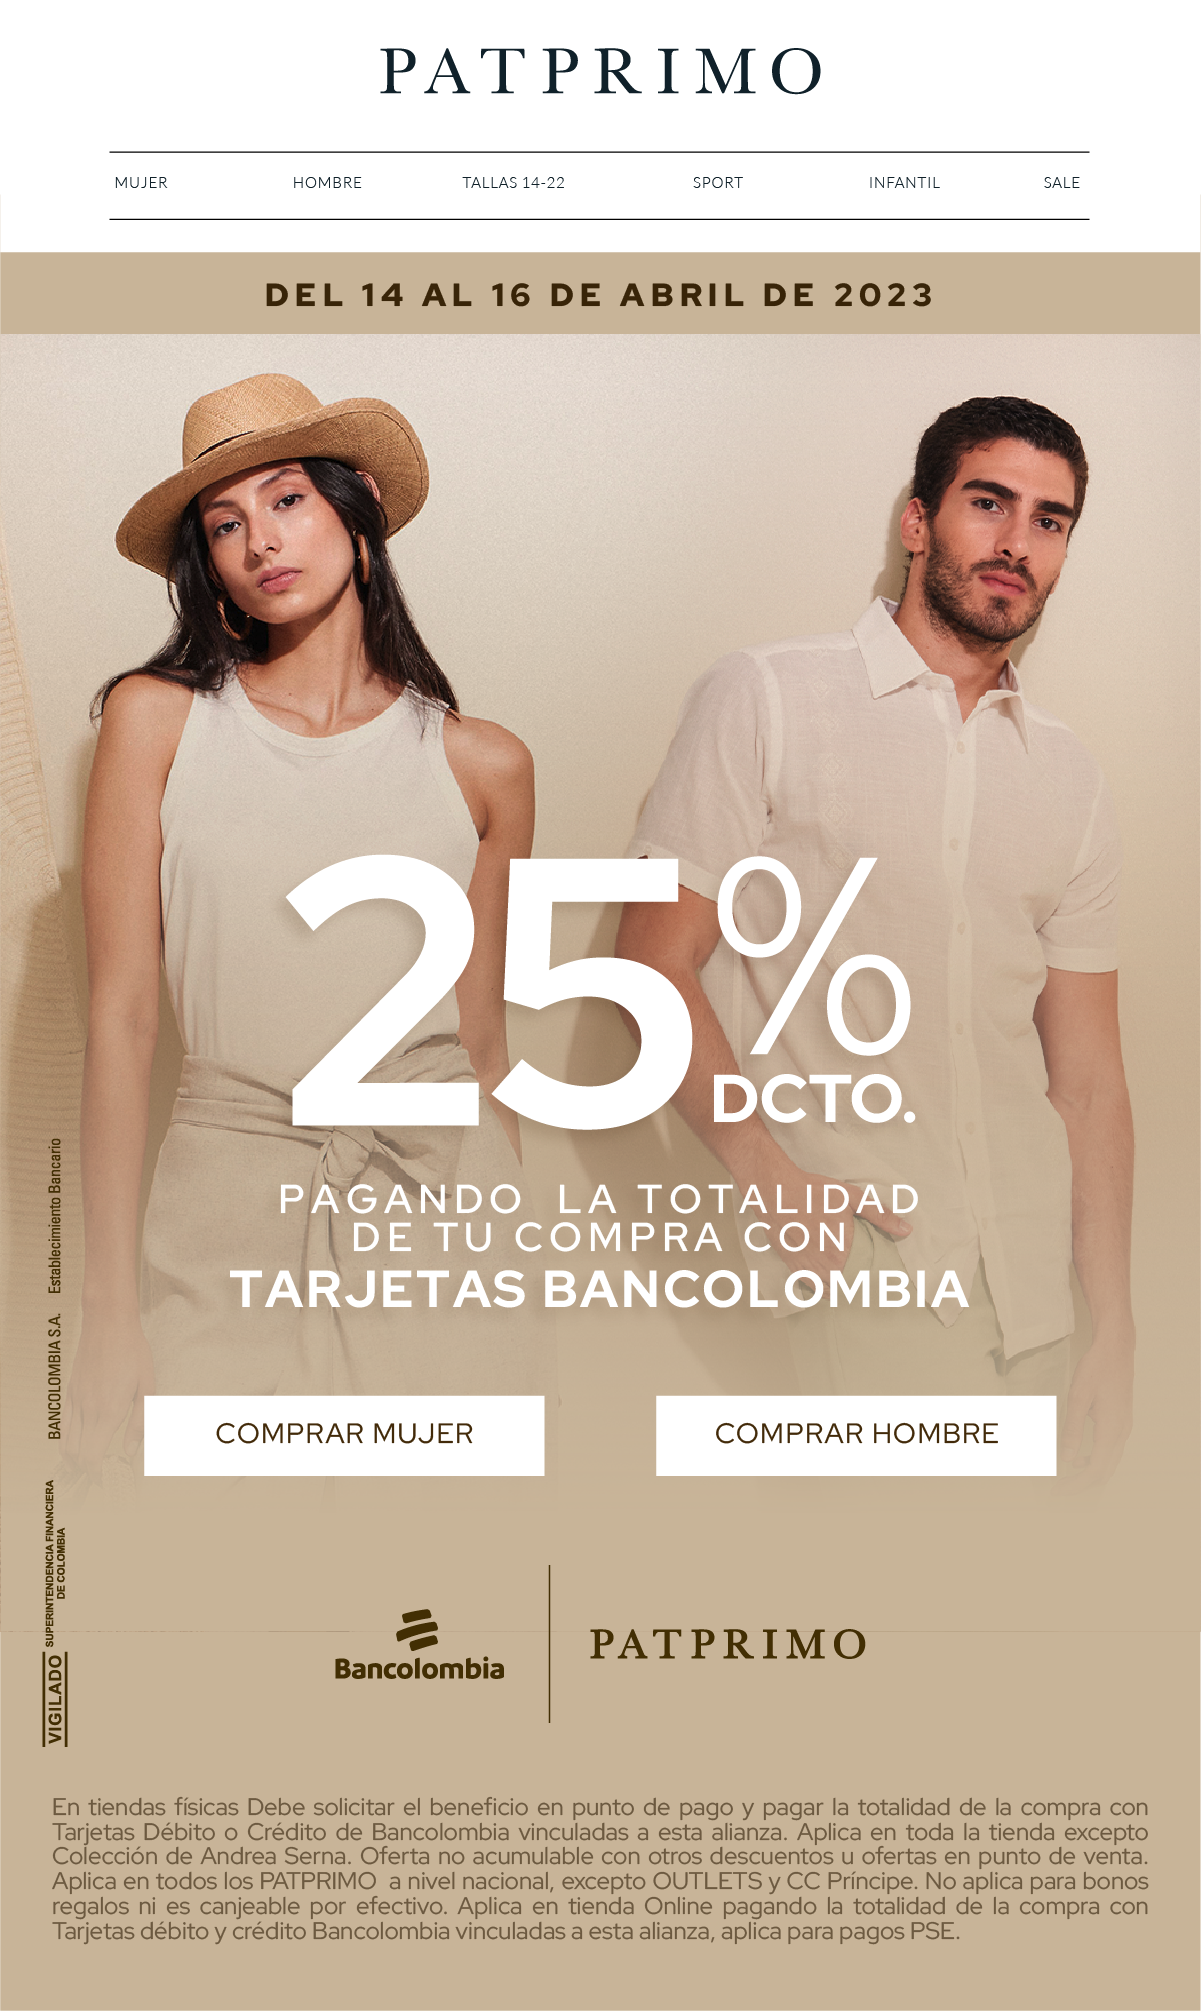 PATPRIMO
MUJER HOMBRE TALLAS 14-22 SPORT INFANTIL SALE
DEL 14 AL 16 DE ABRIL DE 2023
25%
DCTO.
PAGANDO LA TOTALIDAD
DE TU COMPRA CON
TARJETAS BANCOLOMBIA
COMPRAR MUJER COMPRAR HOMBRE
VIGILADO SUPERINTENDENCIA FINANCIERA
DE COLOMBIA
BANCOLOMBIA S.A. Establecimiento Bancario
Bancolombia
PATPRIMO
En tiendas físicas Debe solicitar el beneficio en punto de pago y pagar la totalidad de la compra con
Tarjetas Débito o Crédito de Bancolombia vinculadas a esta alianza. Aplica en toda la tienda excepto
Colección de Andrea Serna. Oferta no acumulable con otros descuentos u ofertas en punto de venta.
Aplica en todos los PATPRIMO a nivel nacional, excepto OUTLETS y CC Príncipe. No aplica para bonos
regalos ni es canjeable por efectivo. Aplica en tienda Online pagando la totalidad de la compra con
Tarjetas débito y crédito Bancolombia vinculadas a esta alianza, aplica para pagos PSE.